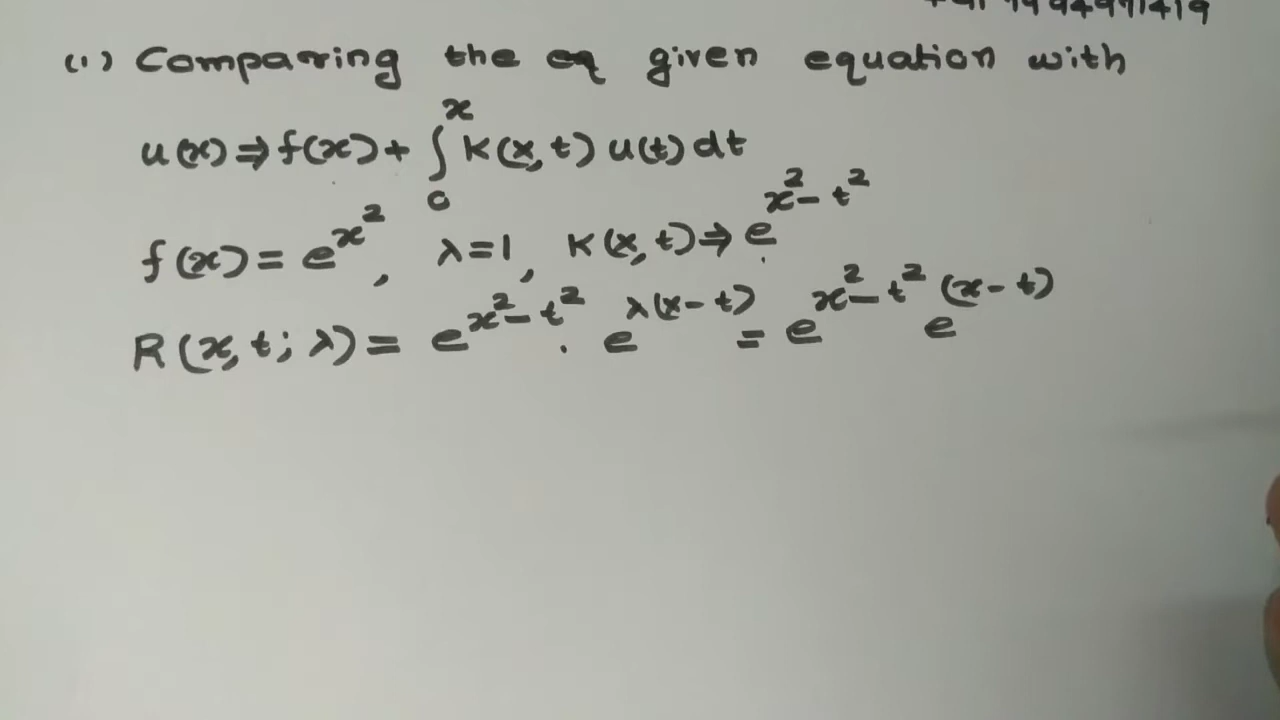 (1) Comparing the eq given equation with
u(x) ⇒ f(x) + ∫₀ˣ K(x, t) u(t) dt
f(x) = e^{x²}, λ = 1, K(x, t) ⇒ e^{x² - t²}
R(x, t; λ) = e^{x² - t²} . e^{λ(x - t)} = e^{x² - t²} e^{(x - t)}